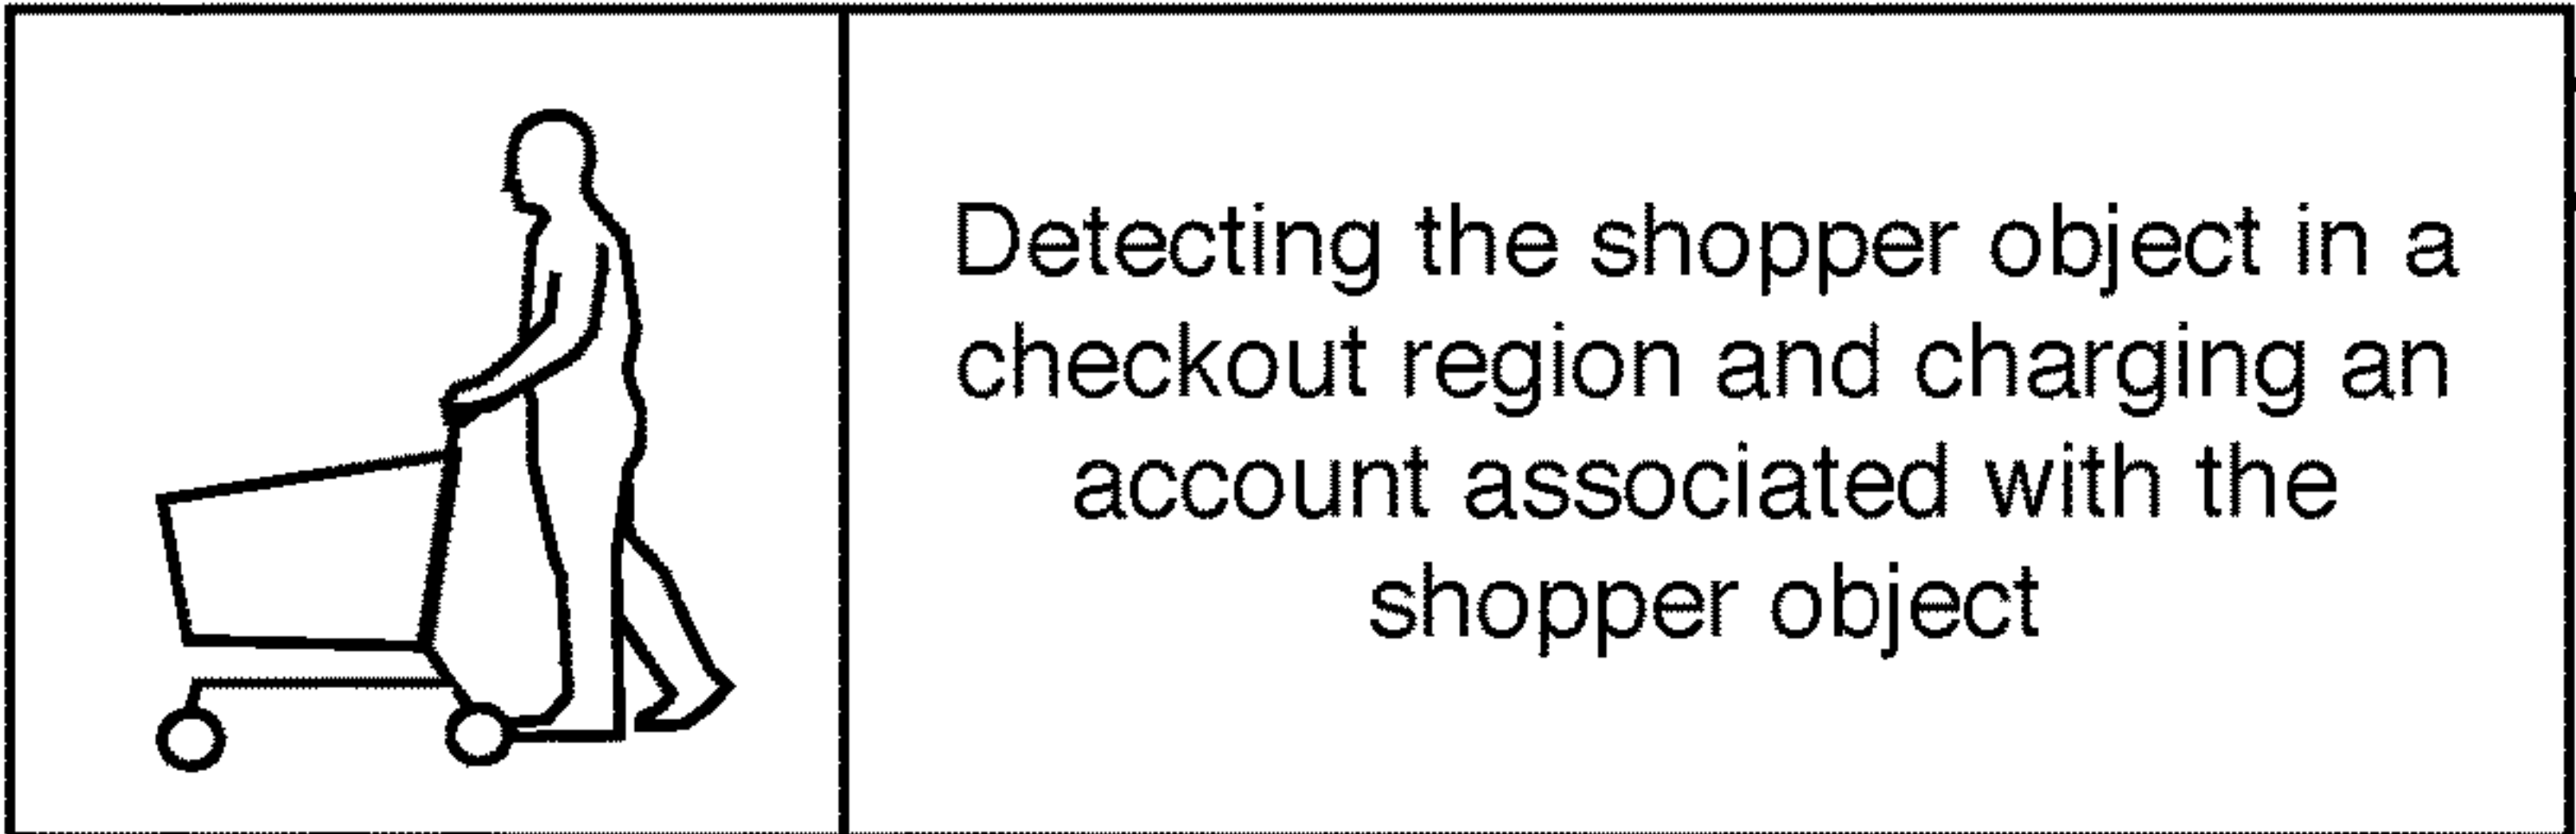 Detecting the shopper object in a
checkout region and charging an
account associated with the
shopper object